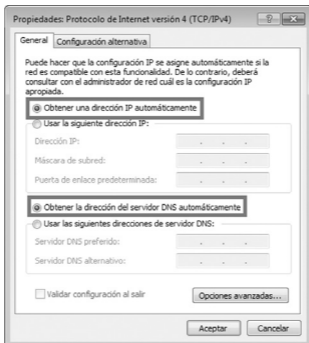 Propiedades: Protocolo de Internet versión 4 (TCP/IPv4)
General
Configuración alternativa
Puede hacer que la configuración IP se asigne automáticamente si la
red es compatible con esta funcionalidad. De lo contrario, deberá
consultar con el administrador de red cuál es la configuración IP
apropiada.
Obtener una dirección IP automáticamente
Usar la siguiente dirección IP:
Dirección IP:
Máscara de subred:
Puerta de enlace predeterminada:
Obtener la dirección del servidor DNS automáticamente
Usar las siguientes direcciones de servidor DNS:
Servidor DNS preferido:
Servidor DNS alternativo:
Validar configuración al salir
Opciones avanzadas...
Aceptar
Cancelar